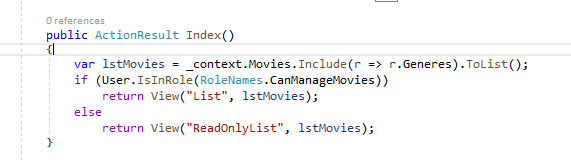 0 references
public ActionResult Index()
{
var lstMovies = _context.Movies.Include(r => r.Generes).ToList();
if (User.IsInRole(RoleNames.CanManageMovies))
return View("List", lstMovies);
else
return View("ReadOnlyList", lstMovies);
}